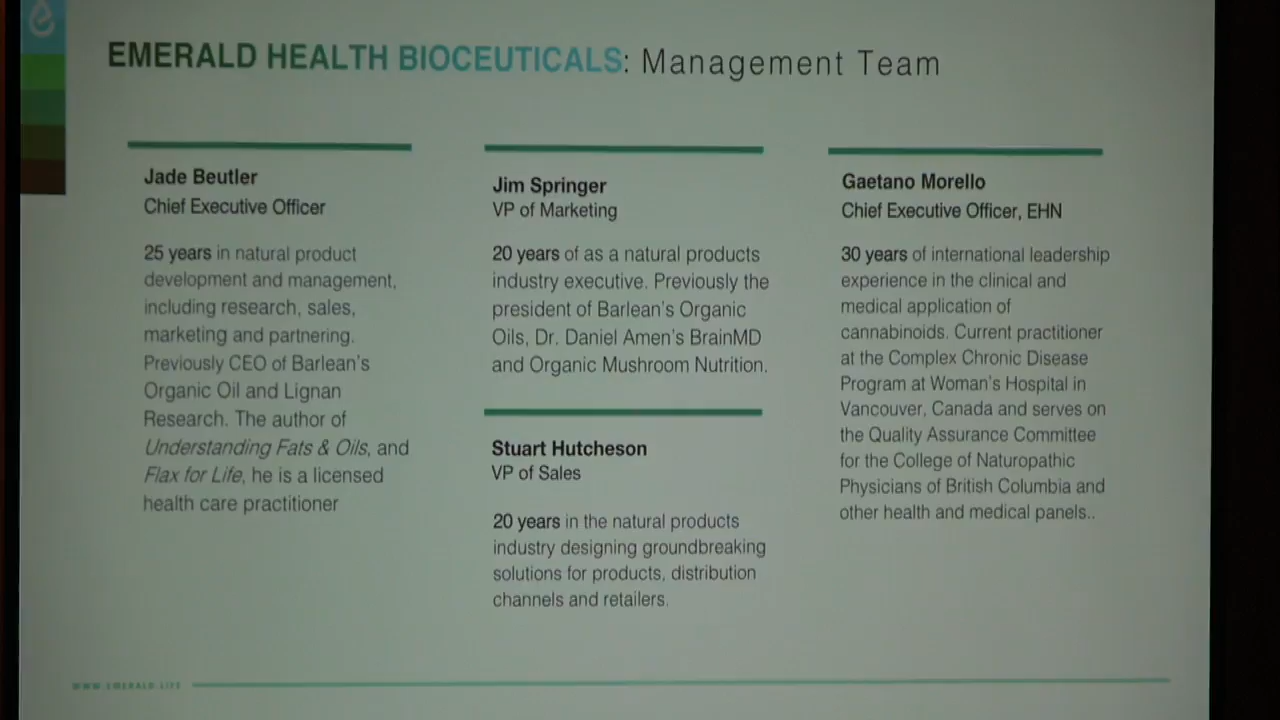 EMERALD HEALTH BIOCEUTICALS: Management Team
Jade Beutler
Chief Executive Officer
25 years in natural product
development and management,
including research, sales,
marketing and partnering.
Previously CEO of Barlean's
Organic Oil and Lignan
Research. The author of
Understanding Fats & Oils, and
Flax for Life, he is a licensed
health care practitioner
Jim Springer
VP of Marketing
20 years of as a natural products
industry executive. Previously the
president of Barlean's Organic
Oils, Dr. Daniel Amen's BrainMD
and Organic Mushroom Nutrition.
Stuart Hutcheson
VP of Sales
20 years in the natural products
industry designing groundbreaking
solutions for products, distribution
channels and retailers.
Gaetano Morello
Chief Executive Officer, EHN
30 years of international leadership
experience in the clinical and
medical application of
cannabinoids. Current practitioner
at the Complex Chronic Disease
Program at Woman's Hospital in
Vancouver, Canada and serves on
the Quality Assurance Committee
for the College of Naturopathic
Physicians of British Columbia and
other health and medical panels..
WWW.EMERALD.LIFE